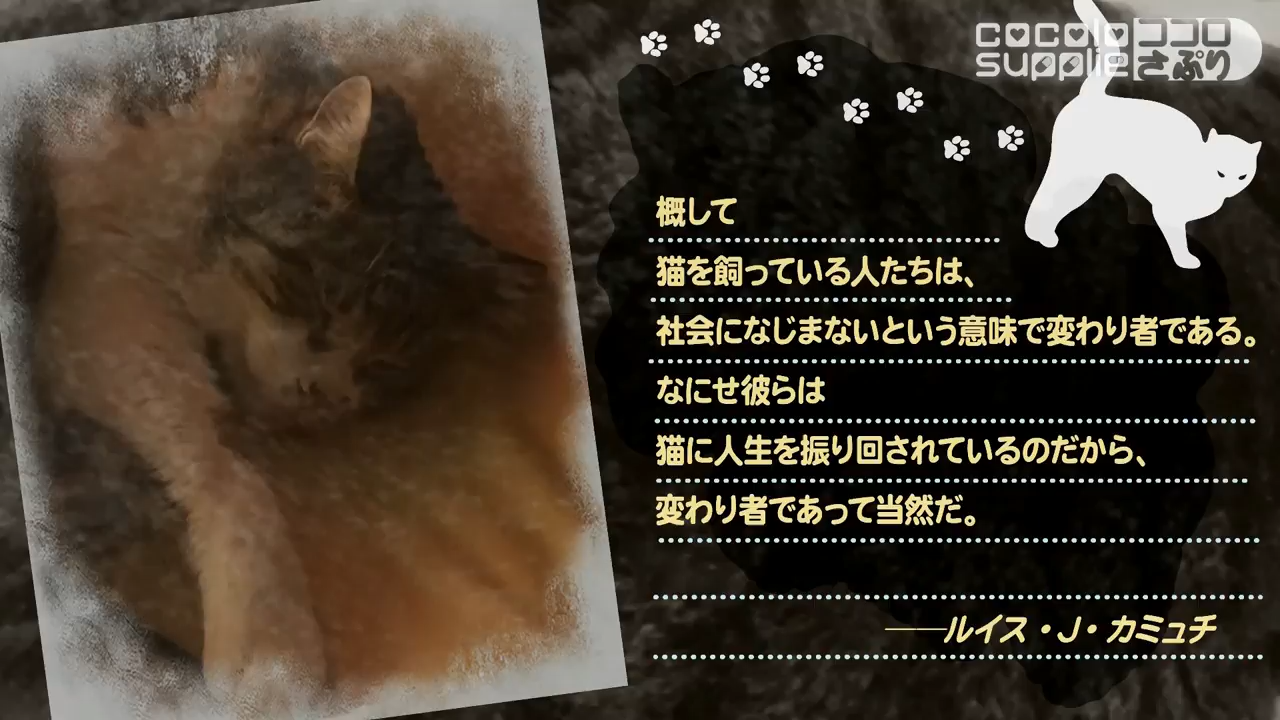 cocolo ココロ
supplie さぷり
概して
猫を飼っている人たちは、
社会になじまないという意味で変わり者である。
なにせ彼らは
猫に人生を振り回されているのだから、
変わり者であって当然だ。
――ルイス・J・カミュチ